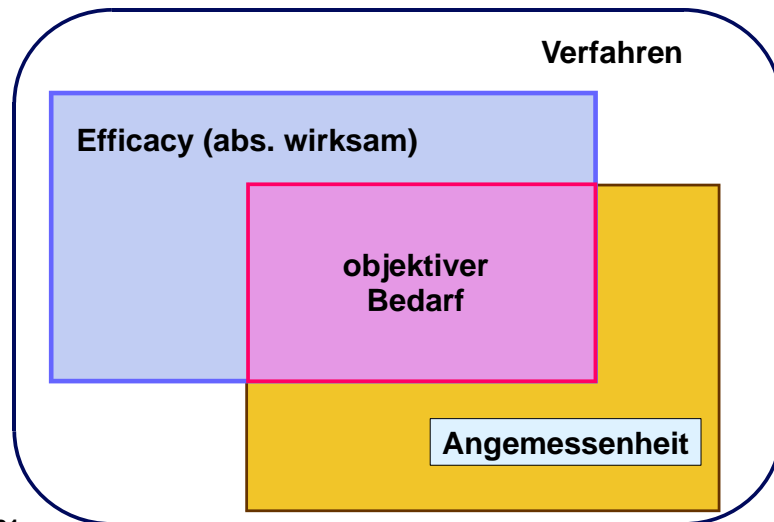 Verfahren
Efficacy (abs. wirksam)
objektiver
Bedarf
Angemessenheit